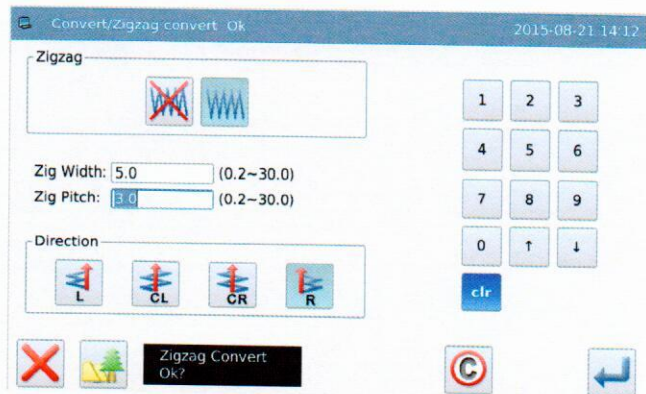 Convert/Zigzag convert Ok 2015-08-21 14:12
Zigzag
1 2 3
4 5 6
Zig Width: 5.0 (0.2~30.0)
Zig Pitch: 3.0 (0.2~30.0)
7 8 9
Direction
0 ↑ ↓
L CL CR R
clr
Zigzag Convert
Ok?
C